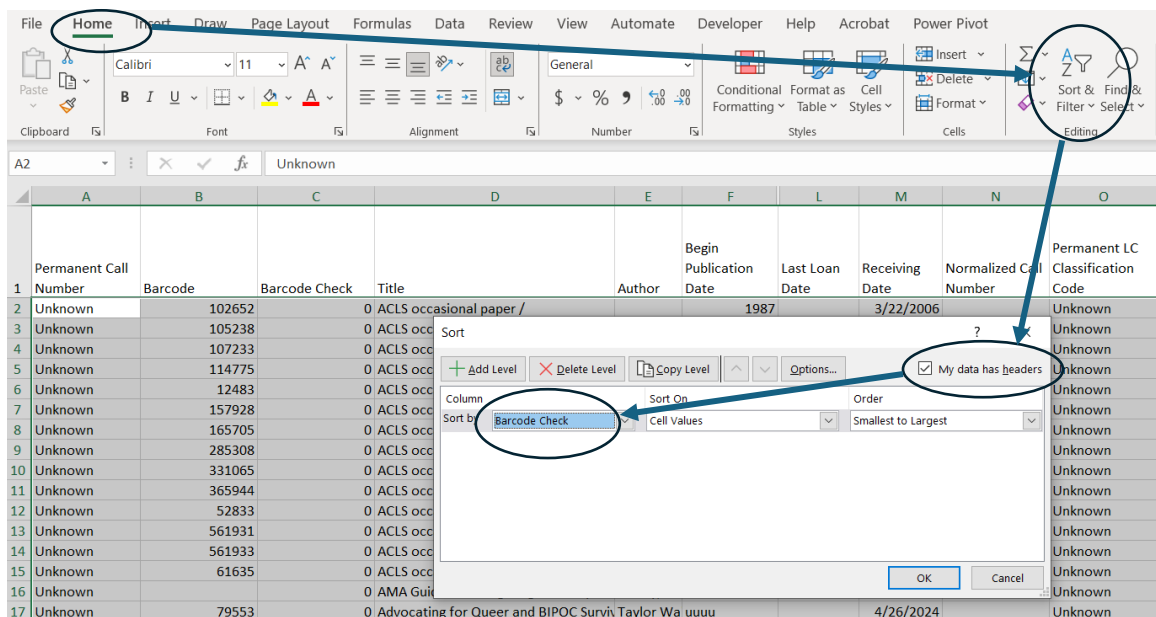 File Home Insert Draw Page Layout Formulas Data Review View Automate Developer Help Acrobat Power Pivot
Paste
Clipboard
Calibri 11 A A
B I U A
Font
ab
Alignment
General
$ % 9 .00 .00
Number
Conditional Formatting
Format as Table
Cell Styles
Styles
Insert
Delete
Format
Cells
Sort & Filter
Find & Select
Editing
A2 fx Unknown
A B C D E F L M N O
1 Permanent Call Number Barcode Barcode Check Title Author Begin Publication Date Last Loan Date Receiving Date Normalized Call Number Permanent LC Classification Code
2 Unknown 102652 0 ACLS occasional paper / 1987 3/22/2006 Unknown
3 Unknown 105238 0 ACLS occ Unknown
4 Unknown 107233 0 ACLS occ Unknown
5 Unknown 114775 0 ACLS occ Unknown
6 Unknown 12483 0 ACLS occ Unknown
7 Unknown 157928 0 ACLS occ Unknown
8 Unknown 165705 0 ACLS occ Unknown
9 Unknown 285308 0 ACLS occ Unknown
10 Unknown 331065 0 ACLS occ Unknown
11 Unknown 365944 0 ACLS occ Unknown
12 Unknown 52833 0 ACLS occ Unknown
13 Unknown 561931 0 ACLS occ Unknown
14 Unknown 561933 0 ACLS occ Unknown
15 Unknown 61635 0 ACLS occ Unknown
16 Unknown 0 AMA Gui Unknown
17 Unknown 79553 0 Advocating for Queer and BIPOC Surviv Taylor Wa uuuu 4/26/2024 Unknown
Sort ?
Add Level Delete Level Copy Level Options... My data has headers
Column Sort On Order
Sort by Barcode Check Cell Values Smallest to Largest
OK Cancel